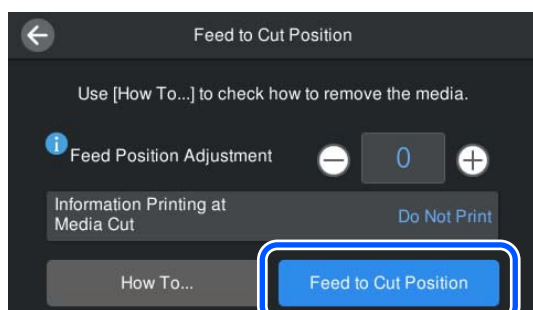 Feed to Cut Position
Use [How To...] to check how to remove the media.
i
Feed Position Adjustment
0
Information Printing at
Media Cut
Do Not Print
How To...
Feed to Cut Position